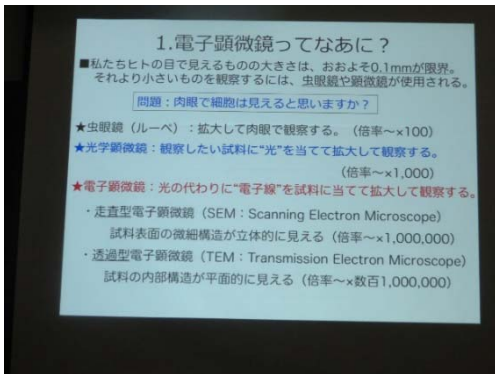 1.電子顕微鏡ってなあに？
■私たちヒトの目で見えるものの大きさは、おおよそ0.1mmが限界。
それより小さいものを観察するには、虫眼鏡や顕微鏡が使用される。
問題：肉眼で細胞は見えると思いますか？
★虫眼鏡（ルーペ）：拡大して肉眼で観察する。（倍率～×100）
★光学顕微鏡：観察したい試料に“光”を当てて拡大して観察する。
（倍率～×1,000）
★電子顕微鏡：光の代わりに“電子線”を試料に当てて拡大して観察する。
・走査型電子顕微鏡（SEM：Scanning Electron Microscope）
試料表面の微細構造が立体的に見える（倍率～×1,000,000）
・透過型電子顕微鏡（TEM：Transmission Electron Microscope）
試料の内部構造が平面的に見える（倍率～×数百1,000,000）